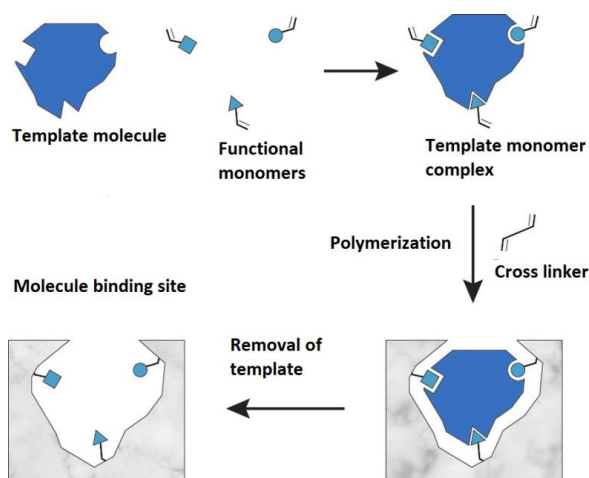 Template molecule
Functional
monomers
Template monomer
complex
Polymerization
Cross linker
Molecule binding site
Removal of
template